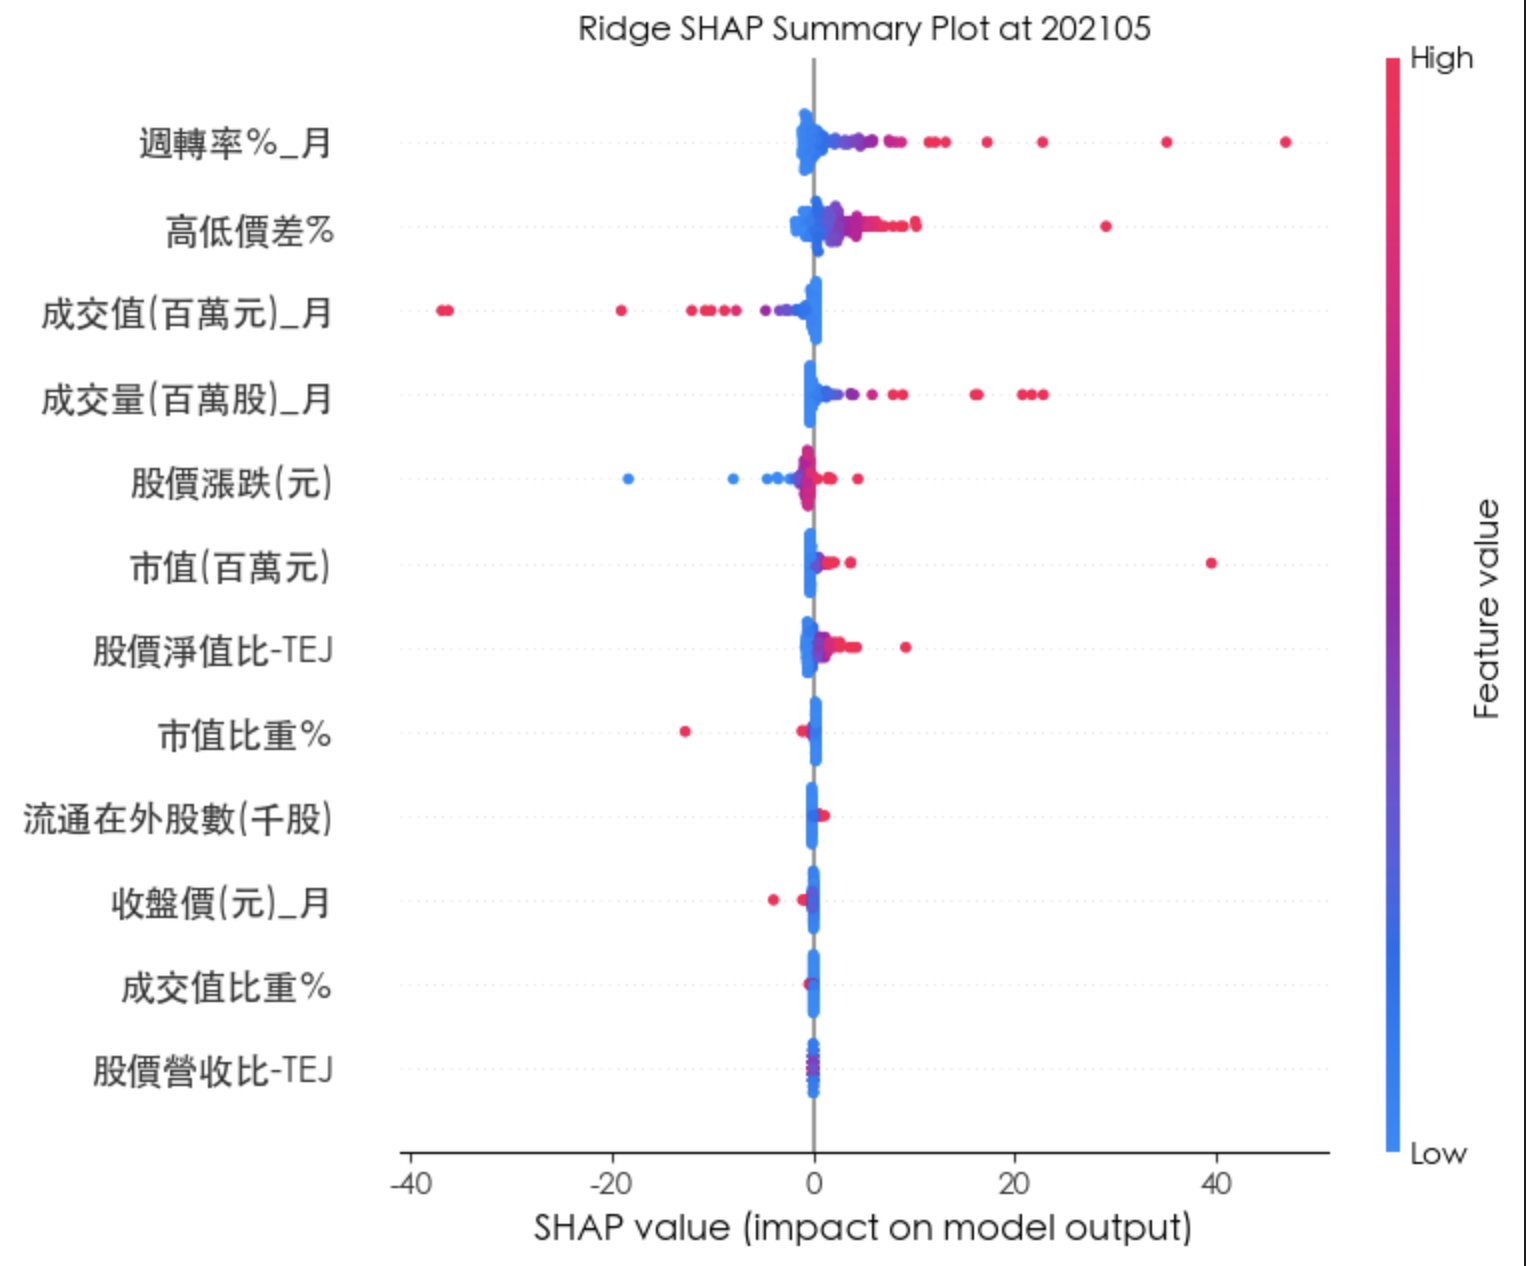 Ridge SHAP Summary Plot at 202105
High
週轉率%_月
高低價差%
成交值(百萬元)_月
成交量(百萬股)_月
股價漲跌(元)
市值(百萬元)
股價淨值比-TEJ
市值比重%
流通在外股數(千股)
收盤價(元)_月
成交值比重%
股價營收比-TEJ
Feature value
Low
-40 -20 0 20 40
SHAP value (impact on model output)